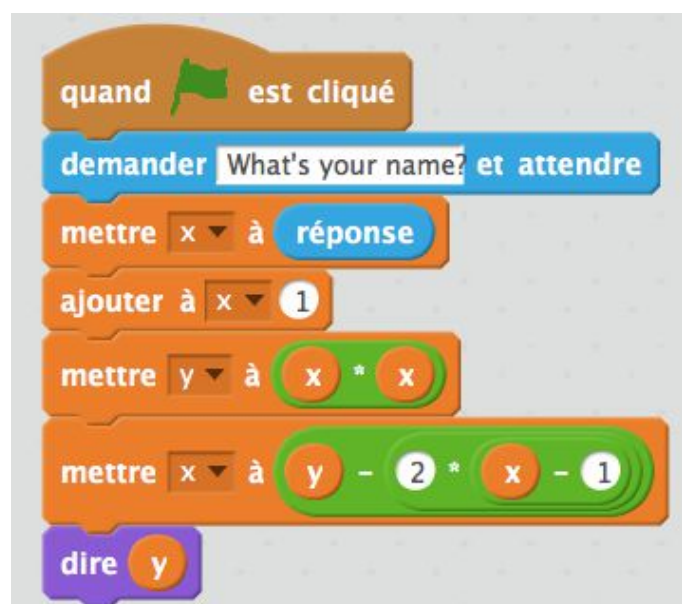 quand est cliqué
demander What's your name? et attendre
mettre x à réponse
ajouter à x 1
mettre y à x * x
mettre x à y - 2 * x - 1
dire y